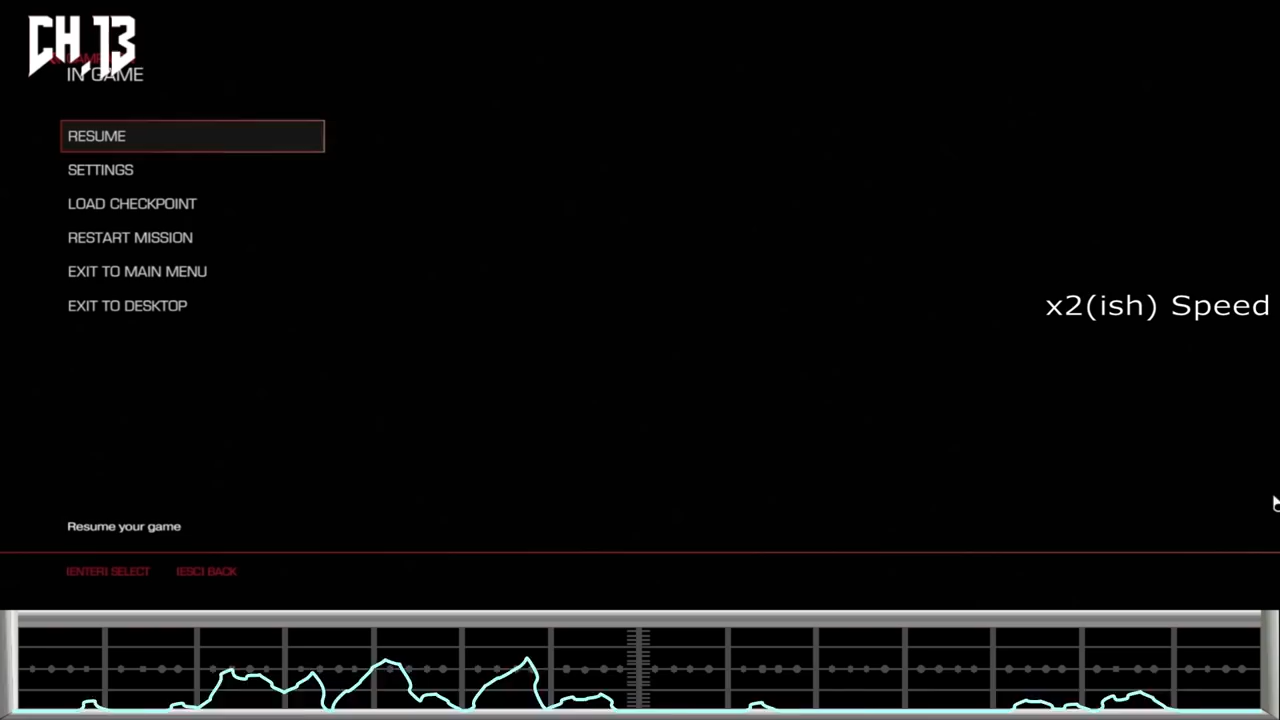 CH.13
IN GAME
RESUME
SETTINGS
LOAD CHECKPOINT
RESTART MISSION
EXIT TO MAIN MENU
EXIT TO DESKTOP
x2(ish) Speed
Resume your game
[ENTER] SELECT [ESC] BACK